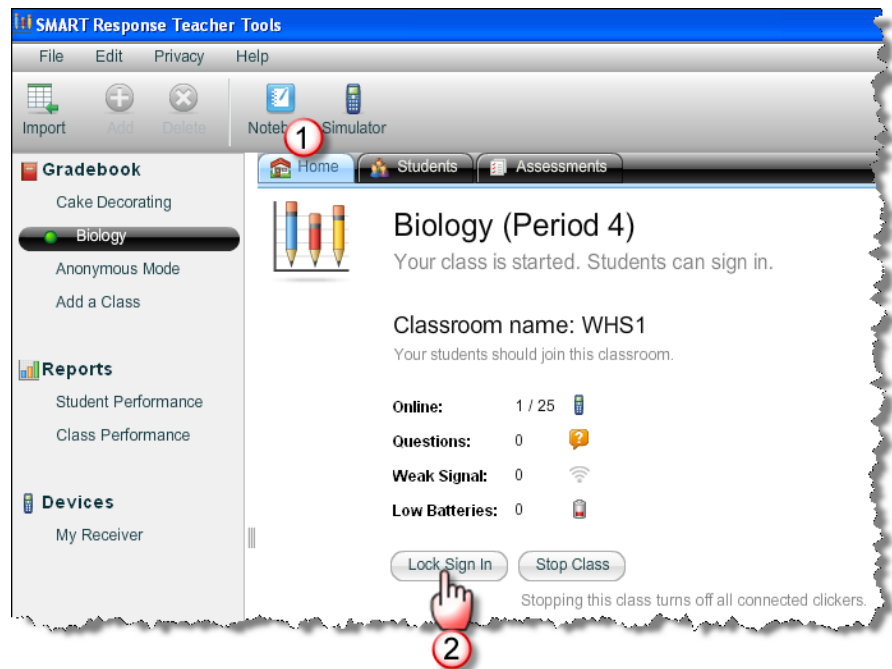 SMART Response Teacher Tools
File Edit Privacy Help
Import Add Delete Simulator
1
Home Students Assessments
Gradebook
Cake Decorating
Biology
Anonymous Mode
Add a Class
Reports
Student Performance
Class Performance
Devices
My Receiver
Biology (Period 4)
Your class is started. Students can sign in.
Classroom name: WHS1
Your students should join this classroom.
Online: 1 / 25
Questions: 0
?
Weak Signal: 0
Low Batteries: 0
Lock Sign In Stop Class
Stopping this class turns off all connected clickers.
2